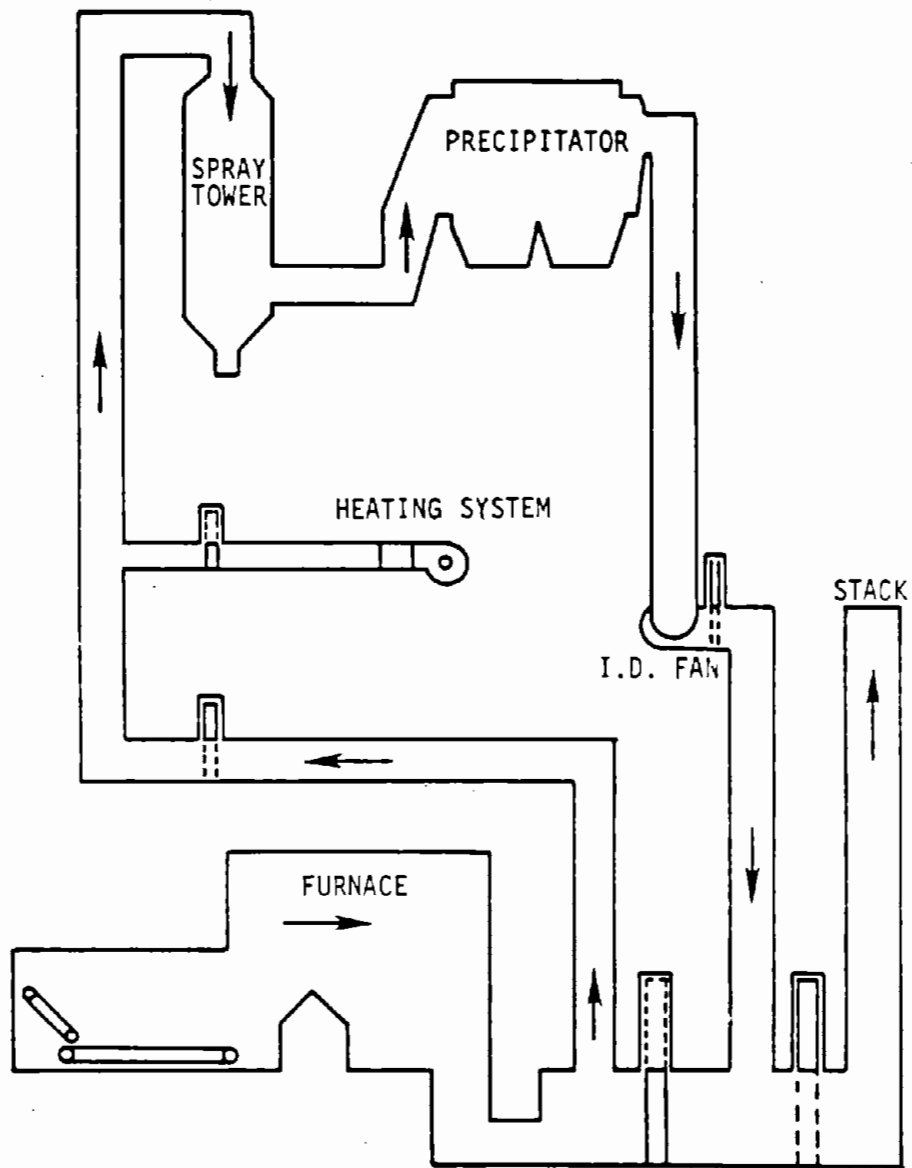 SPRAY
TOWER
PRECIPITATOR
HEATING SYSTEM
STACK
I.D. FAN
FURNACE